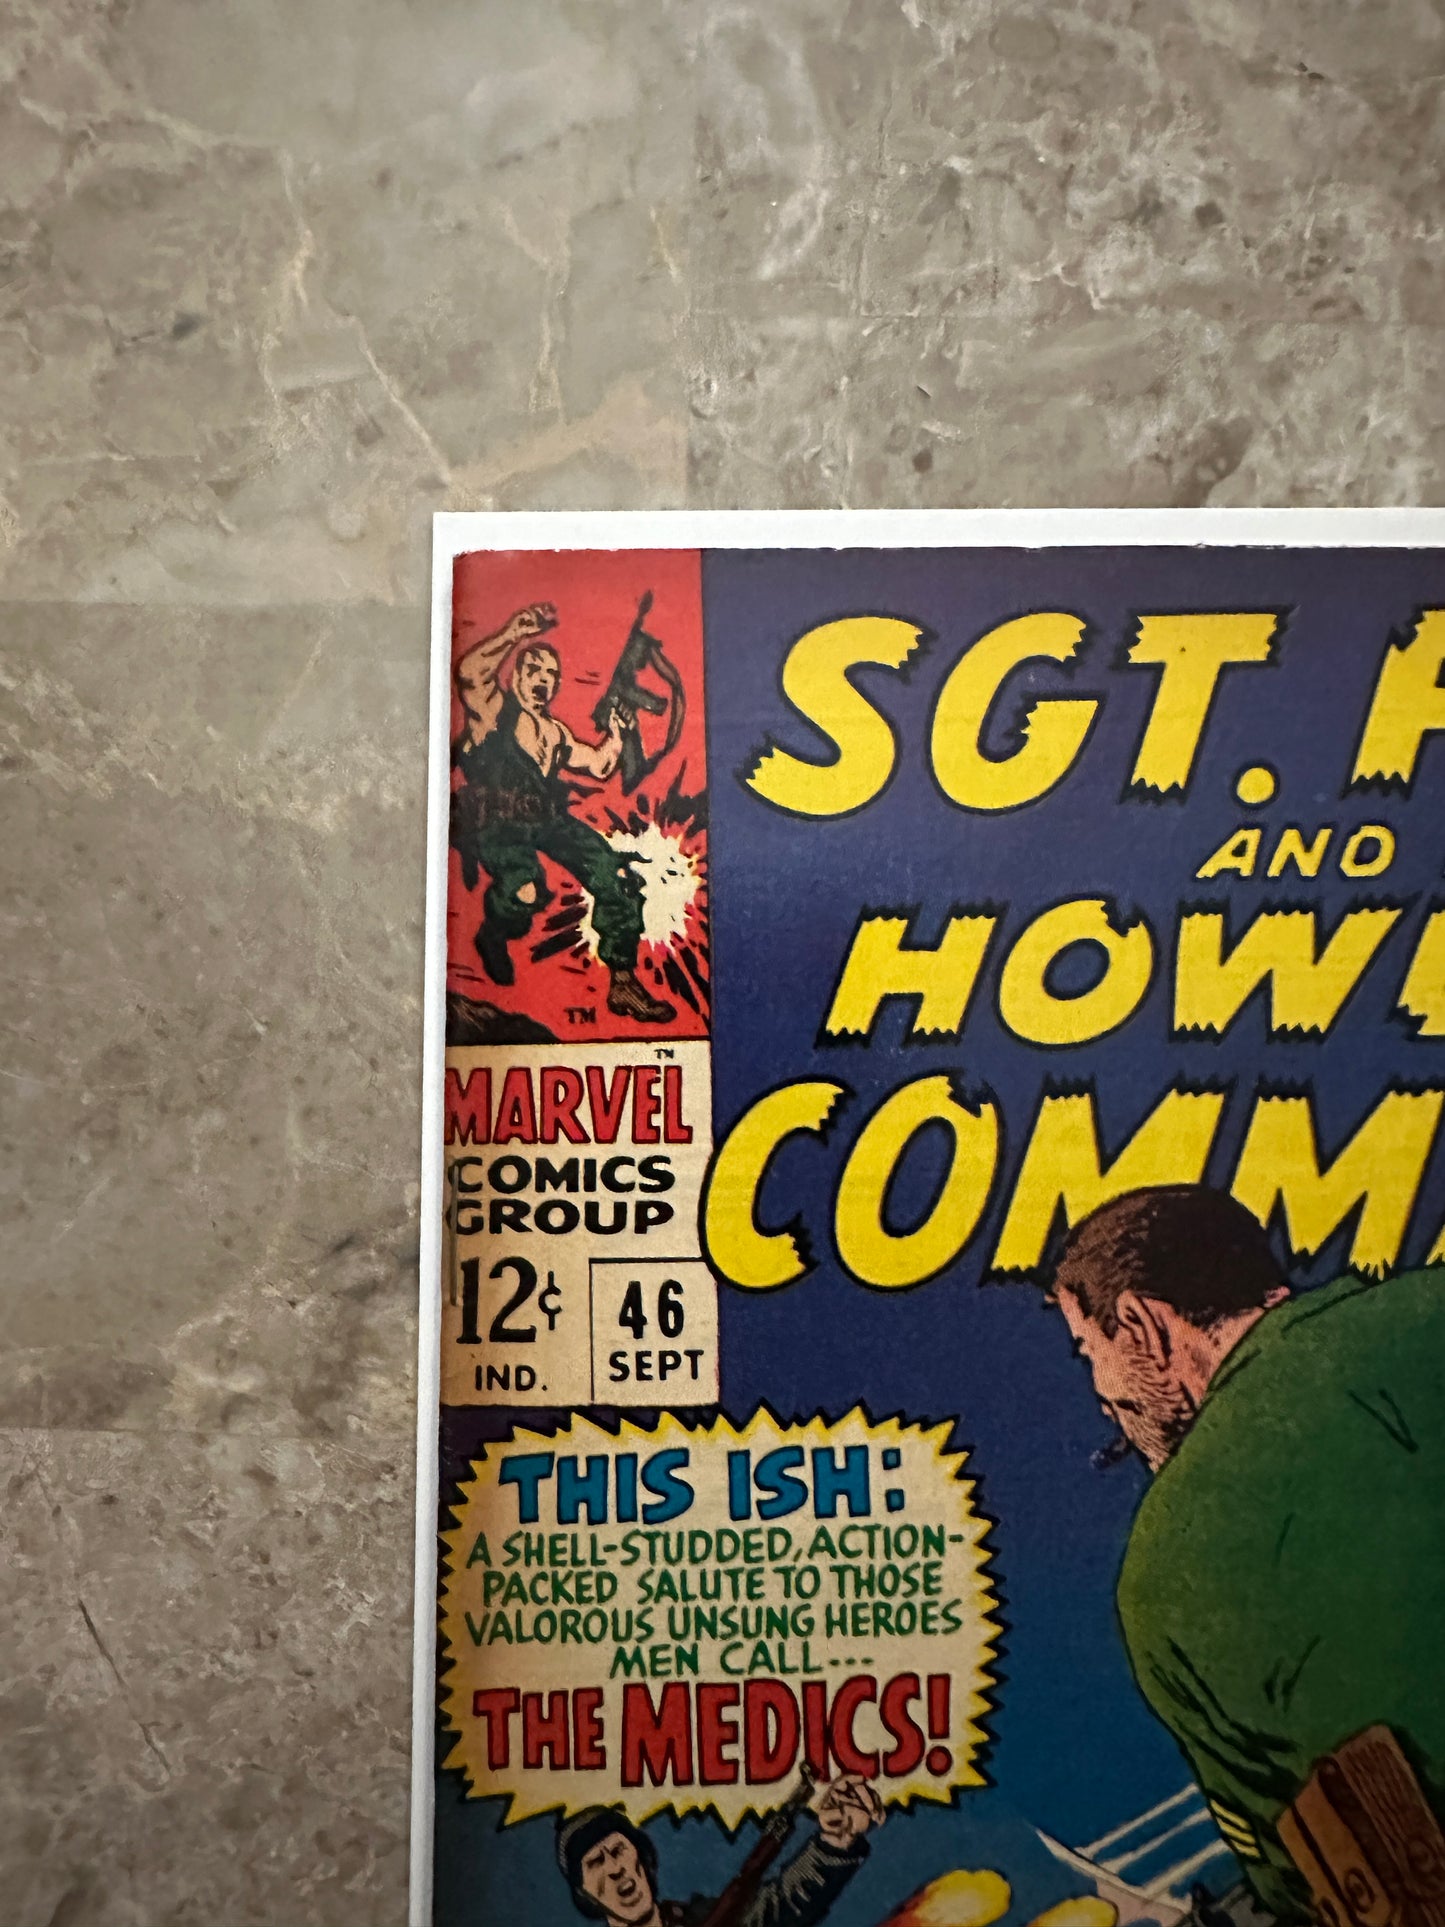 SGT.
AND
HOW
COMM
TM
TM
MARVEL
COMICS
GROUP
12¢
IND.
46
SEPT
THIS ISH:
A SHELL-STUDDED, ACTION-
PACKED SALUTE TO THOSE
VALOROUS UNSUNG HEROES
MEN CALL---
THE MEDICS!